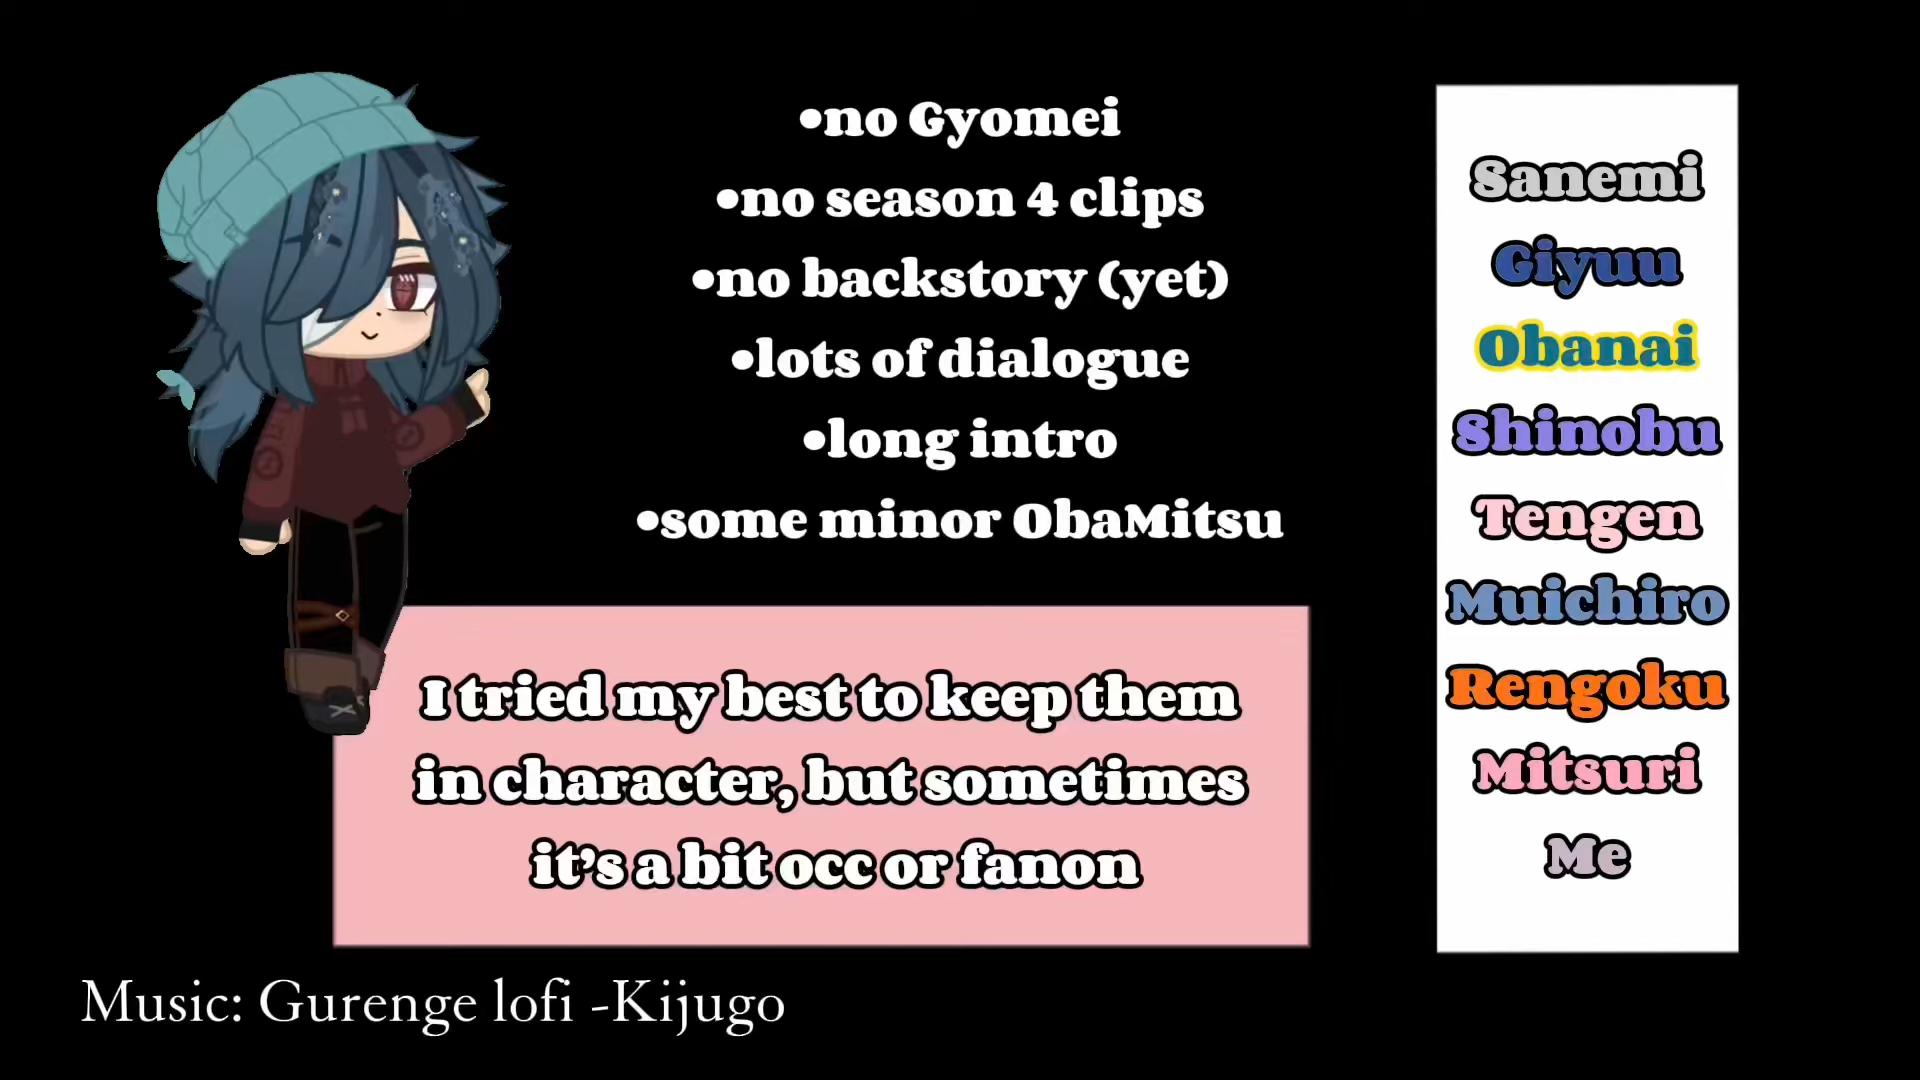 •no Gyomei
•no season 4 clips
•no backstory (yet)
•lots of dialogue
•long intro
•some minor ObaMitsu
I tried my best to keep them
in character, but sometimes
it's a bit occ or fanon
Sanemi
Giyuu
Obanai
Shinobu
Tengen
Muichiro
Rengoku
Mitsuri
Me
Music: Gurenge lofi -Kijugo